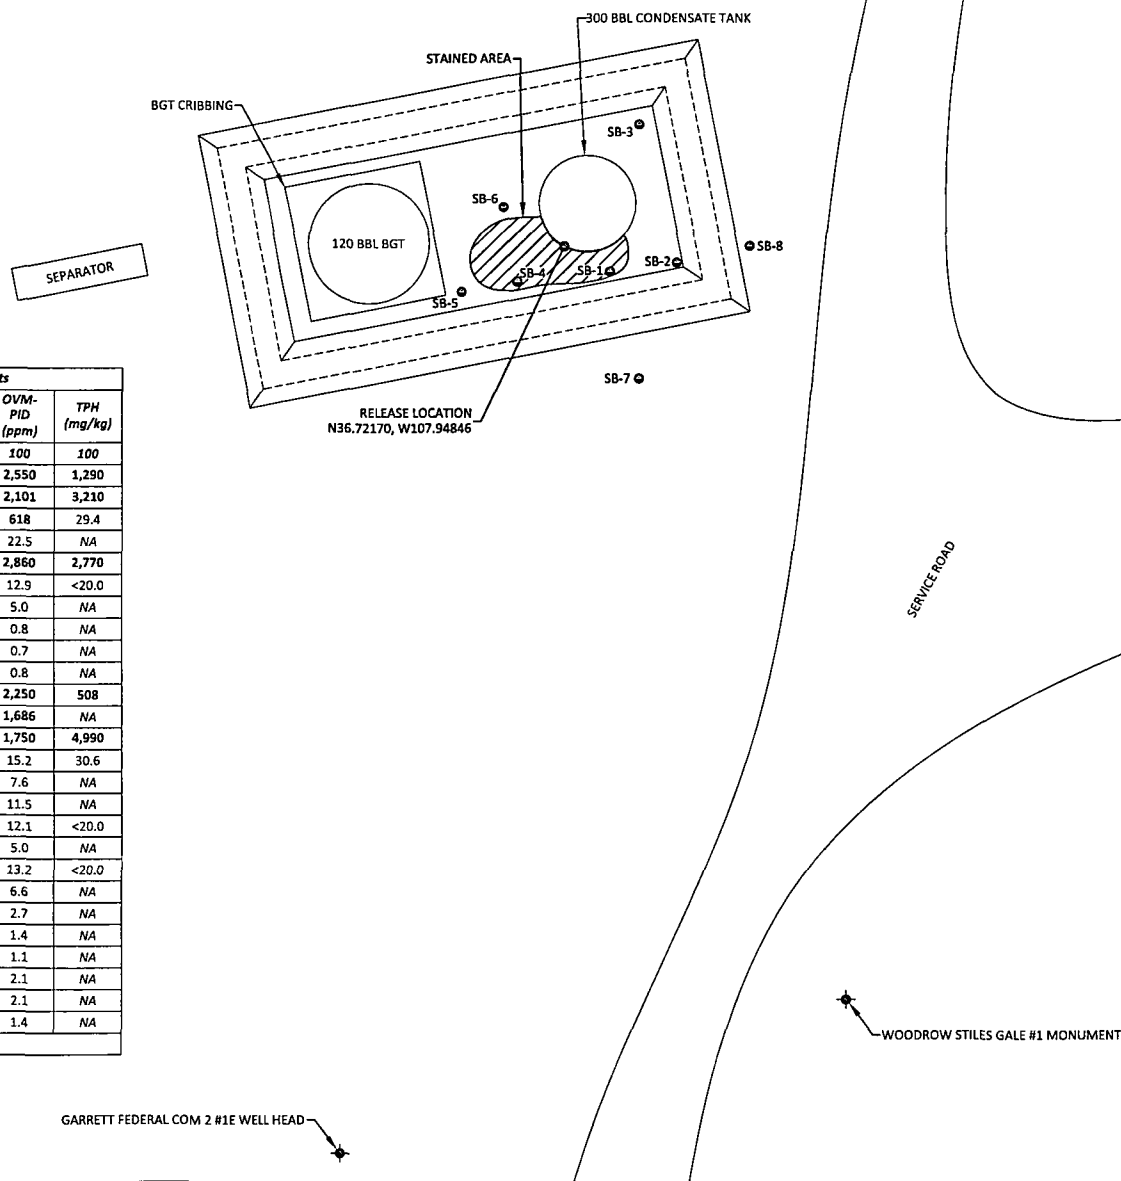 300 BBL CONDENSATE TANK
STAINED AREA
BGT CRIBBING
SB-3
SB-6
120 BBL BGT
SB-8
SB-2
SEPARATOR
SB-4
SB-1
SB-5
SB-7
RELEASE LOCATION
N36.72170, W107.94846
ts
OVM-
PID
(ppm)
TPH
(mg/kg)
100 100
2,550 1,290
2,101 3,210
618 29.4
22.5 NA
2,860 2,770
12.9 <20.0
5.0 NA
0.8 NA
0.7 NA
0.8 NA
2,250 508
1,686 NA
1,750 4,990
15.2 30.6
7.6 NA
11.5 NA
12.1 <20.0
5.0 NA
13.2 <20.0
6.6 NA
2.7 NA
1.4 NA
1.1 NA
2.1 NA
2.1 NA
1.4 NA
SERVICE ROAD
WOODROW STILES GALE #1 MONUMENT
GARRETT FEDERAL COM 2 #1E WELL HEAD